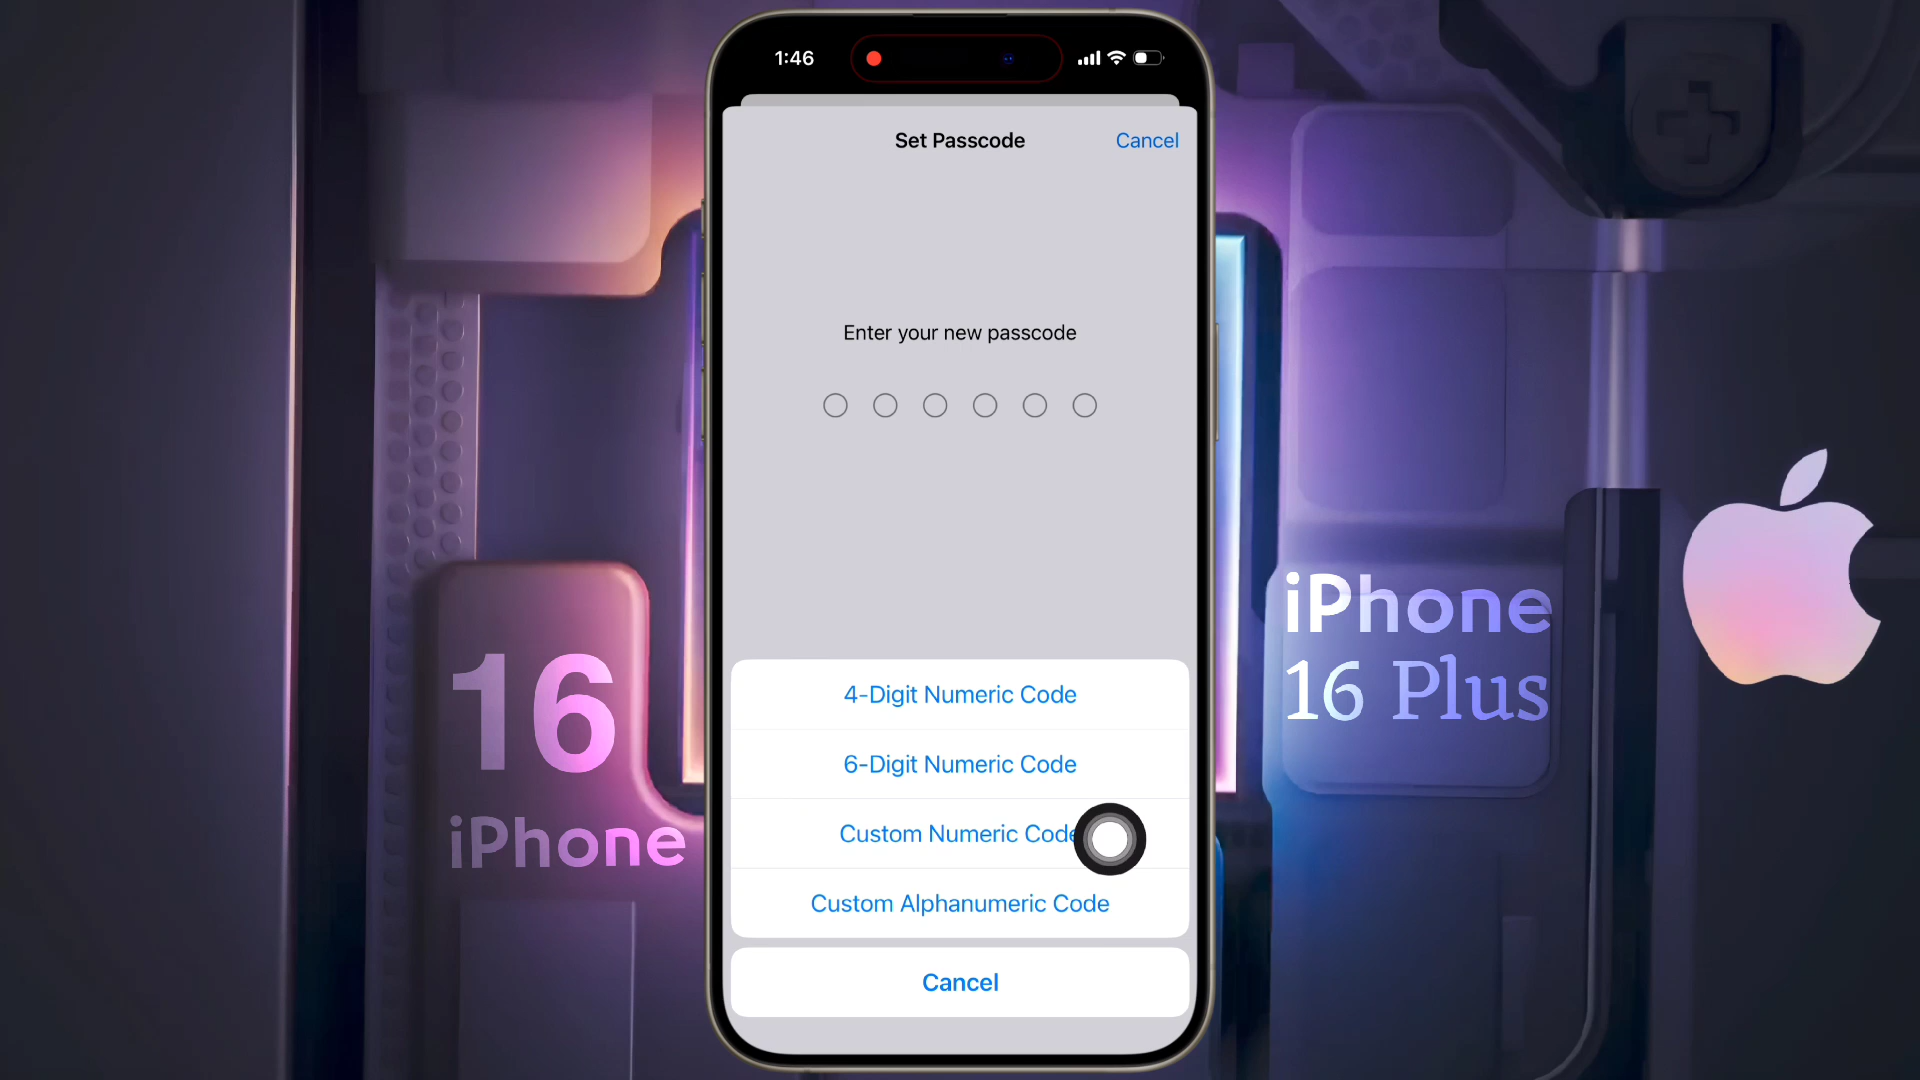 1:46
Set Passcode
Cancel
Enter your new passcode
4-Digit Numeric Code
6-Digit Numeric Code
Custom Numeric Code
Custom Alphanumeric Code
Cancel
16
iPhone
iPhone
16 Plus